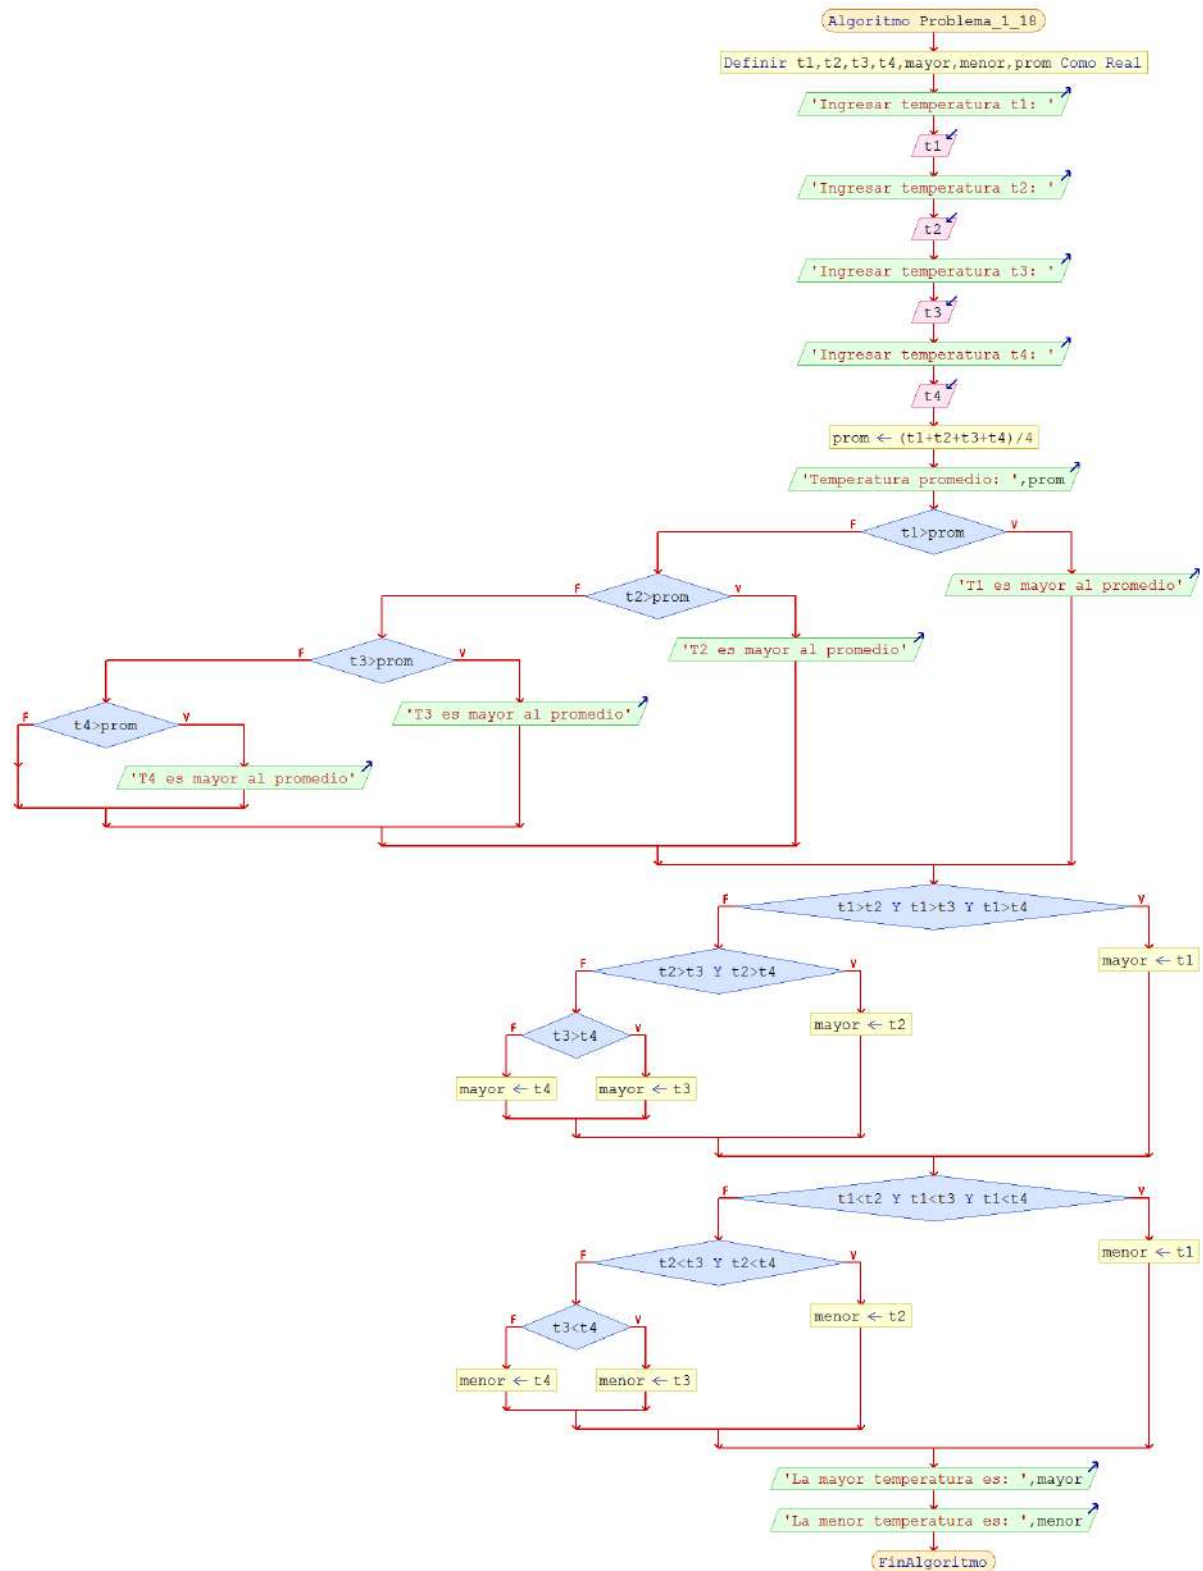 Algoritmo Problema_1_18
Definir t1,t2,t3,t4,mayor,menor,prom Como Real
'Ingresar temperatura t1: '
t1
'Ingresar temperatura t2: '
t2
'Ingresar temperatura t3: '
t3
'Ingresar temperatura t4: '
t4
prom ← (t1+t2+t3+t4)/4
'Temperatura promedio: ',prom
F t1>prom V
F t2>prom V
'T1 es mayor al promedio'
F t3>prom V
'T2 es mayor al promedio'
F t4>prom V
'T3 es mayor al promedio'
'T4 es mayor al promedio'
F t1>t2 Y t1>t3 Y t1>t4 V
F t2>t3 Y t2>t4 V
mayor ← t1
F t3>t4 V
mayor ← t2
mayor ← t4
mayor ← t3
F t1<t2 Y t1<t3 Y t1<t4 V
F t2<t3 Y t2<t4 V
menor ← t1
F t3<t4 V
menor ← t2
menor ← t4
menor ← t3
'La mayor temperatura es: ',mayor
'La menor temperatura es: ',menor
FinAlgoritmo